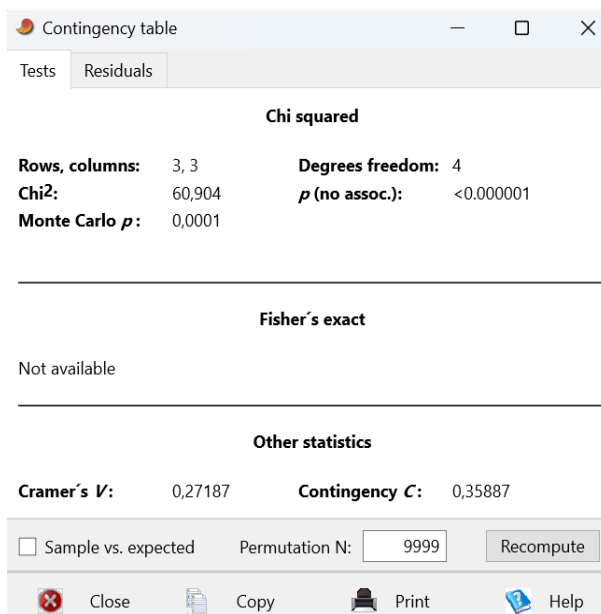 Contingency table
Tests Residuals
Chi squared
Rows, columns: 3, 3 Degrees freedom: 4
Chi2: 60,904 p (no assoc.): <0.000001
Monte Carlo p : 0,0001
Fisher´s exact
Not available
Other statistics
Cramer´s V : 0,27187 Contingency C : 0,35887
Sample vs. expected Permutation N: 9999 Recompute
Close Copy Print Help